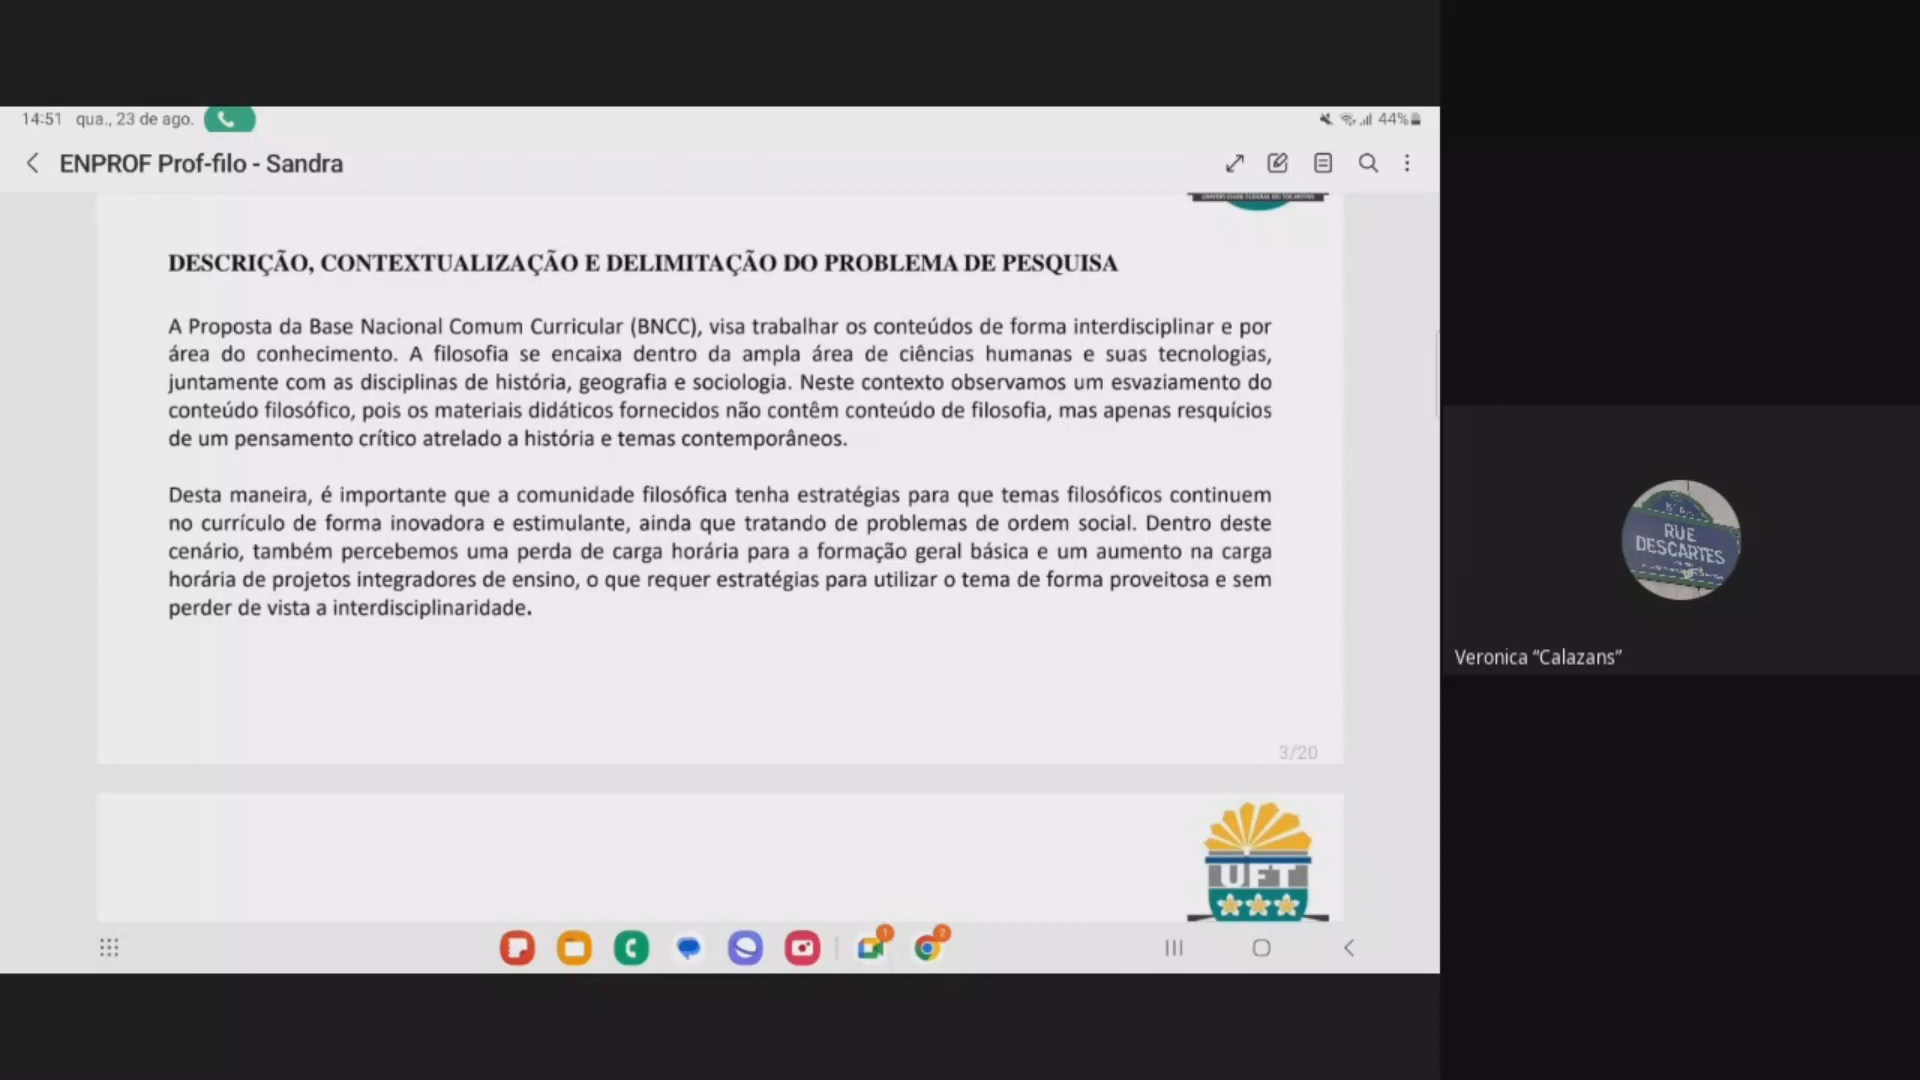 14:51 qua., 23 de ago.
44%
ENPROF Prof-filo - Sandra
UNIVERSIDADE FEDERAL DO TOCANTINS
DESCRIÇÃO, CONTEXTUALIZAÇÃO E DELIMITAÇÃO DO PROBLEMA DE PESQUISA
A Proposta da Base Nacional Comum Curricular (BNCC), visa trabalhar os conteúdos de forma interdisciplinar e por
área do conhecimento. A filosofia se encaixa dentro da ampla área de ciências humanas e suas tecnologias,
juntamente com as disciplinas de história, geografia e sociologia. Neste contexto observamos um esvaziamento do
conteúdo filosófico, pois os materiais didáticos fornecidos não contêm conteúdo de filosofia, mas apenas resquícios
de um pensamento crítico atrelado a história e temas contemporâneos.
Desta maneira, é importante que a comunidade filosófica tenha estratégias para que temas filosóficos continuem
no currículo de forma inovadora e estimulante, ainda que tratando de problemas de ordem social. Dentro deste
cenário, também percebemos uma perda de carga horária para a formação geral básica e um aumento na carga
horária de projetos integradores de ensino, o que requer estratégias para utilizar o tema de forma proveitosa e sem
perder de vista a interdisciplinaridade.
3/20
UFT
1
2
RUE
DESCARTES
Veronica “Calazans”